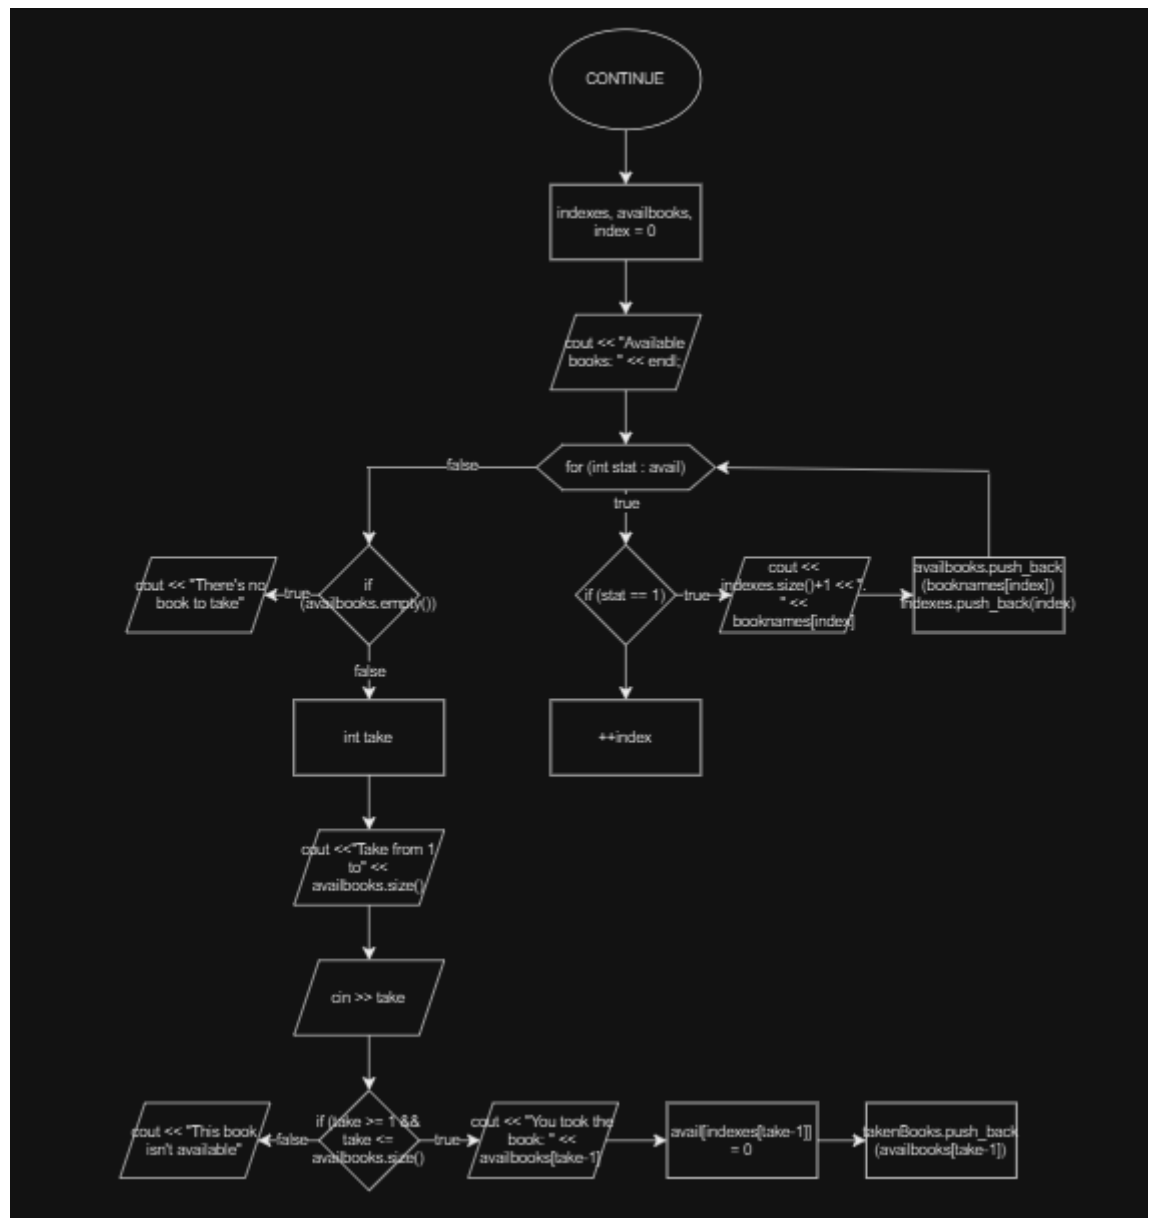 CONTINUE
indexes, availbooks,
index = 0
cout << "Available
books: " << endl;
for (int stat : avail)
false
true
cout << "There's no
book to take"
true
if
(availbooks.empty())
if (stat == 1)
true
cout <<
indexes.size()+1 << ".
" <<
booknames[index]
availbooks.push_back
(booknames[index])
indexes.push_back(index)
false
int take
++index
cout <<"Take from 1
to" <<
availbooks.size()
cin >> take
cout << "This book
isn't available"
false
if (take >= 1 &&
take <=
availbooks.size()
true
cout << "You took the
book: " <<
availbooks[take-1]
avail[indexes[take-1]]
= 0
takenBooks.push_back
(availbooks[take-1])